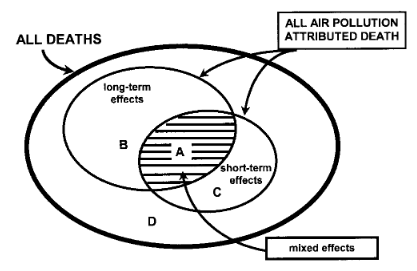 ALL AIR POLLUTION
ATTRIBUTED DEATH
ALL DEATHS
long-term
effects
B
A
short-term
effects
C
D
mixed effects